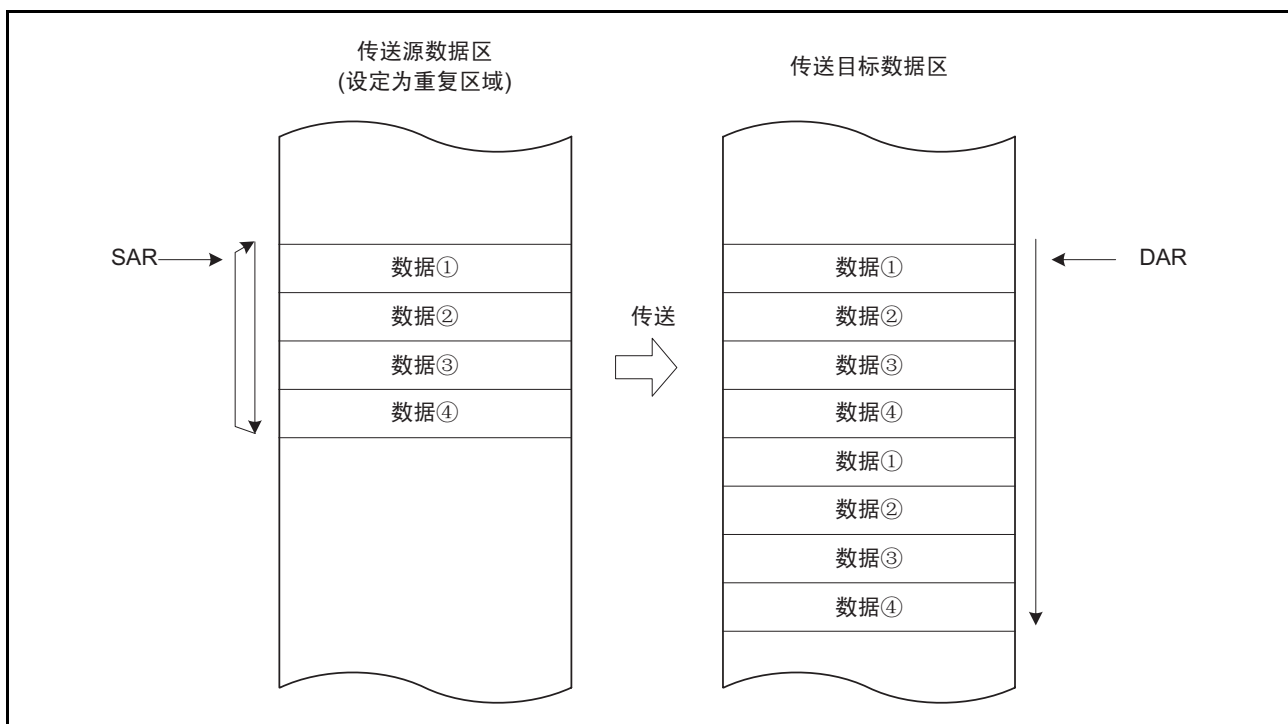 传送源数据区
(设定为重复区域)
传送目标数据区
SAR
数据①
数据②
数据③
数据④
传送
数据①
数据②
数据③
数据④
数据①
数据②
数据③
数据④
DAR